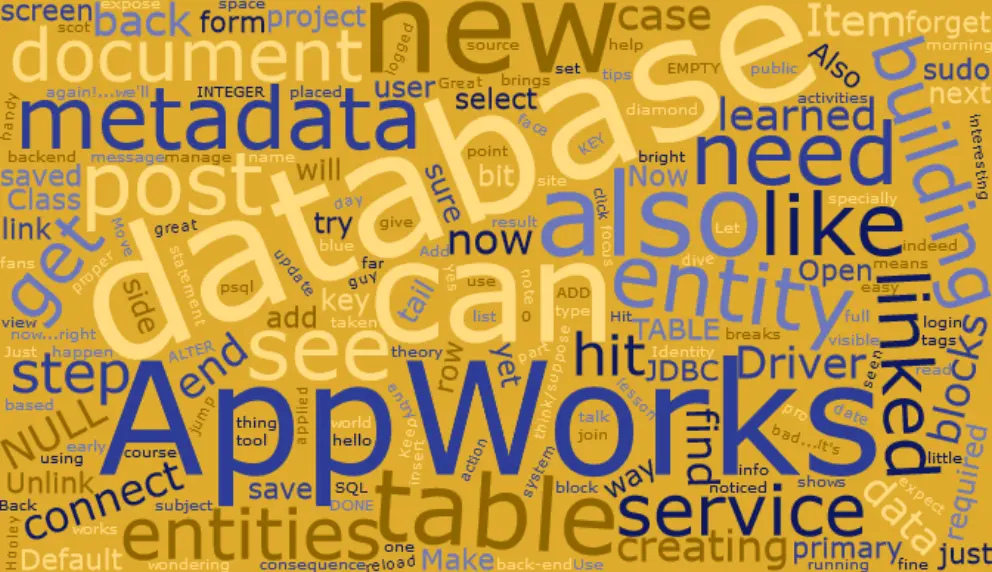 screen
expose
scot
back
space
form
project
document
again!...we'll
INTEGER
placed
metadata
handy
logged
new
source
help
case
Item
forget
morning
Great
brings
set
tips
EMPTY
public
Also
activities
sudo
next
user
select
diamond
learned
building
interesting
backend
message
manage
name
saved
Class
post
will
day
database
sure
point
bit
site
face
KEY
bright
Now
need
specially
link
get
Move
great
try
give
blue
now
result
Add
also
click
focus
Let
like
indeed
fans
proper
statement
update
far
guy
psql
key
taken
side
add
see
tail
can
yes
use
list
note
0
ADD
type
entity
dive
Open
means
easy
linked
full
visible
login
tags
view
now...right
Just
happen
ALTER
end
step
based
theory
row
yet
park
think/suppose
Hit
TABLE
breaks
Identity
hit
JDBC
Driver
seen
read
blocks
NULL
early
using
jump
AppWorks
course
thing
tool
applied
world
hello
entry
Keep
insert
lesson
talk
join
find
pro
date
bad...it's
little
Unlink
connect
save
SQL
DONE
action
system
block
way
info
noticed
shows
service
data
expect
required
Back
subject
works
Hooley
entities
table
one
reload
creating
primary
just
Default
wondering
consequence
Make
back-end
Use
running
fine